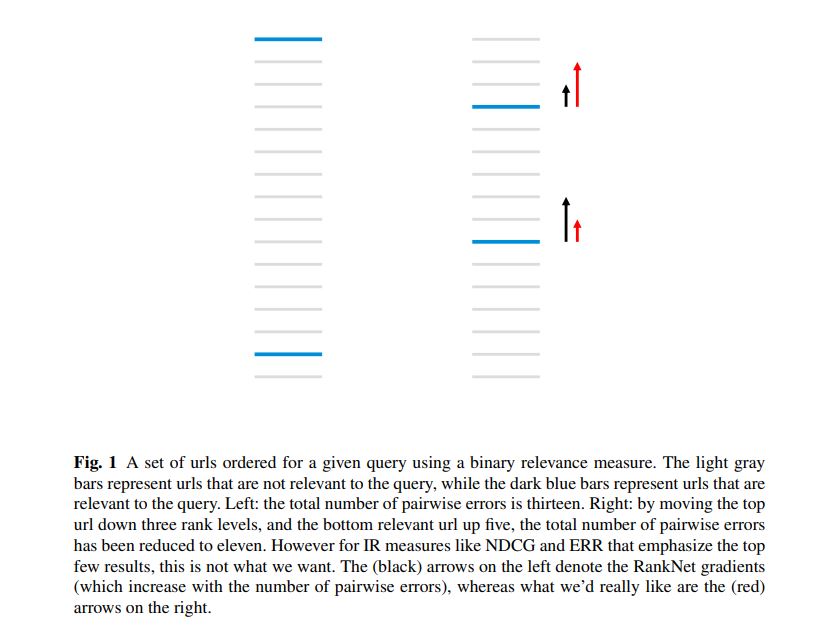 Fig. 1 A set of urls ordered for a given query using a binary relevance measure. The light gray
bars represent urls that are not relevant to the query, while the dark blue bars represent urls that are
relevant to the query. Left: the total number of pairwise errors is thirteen. Right: by moving the top
url down three rank levels, and the bottom relevant url up five, the total number of pairwise errors
has been reduced to eleven. However for IR measures like NDCG and ERR that emphasize the top
few results, this is not what we want. The (black) arrows on the left denote the RankNet gradients
(which increase with the number of pairwise errors), whereas what we'd really like are the (red)
arrows on the right.